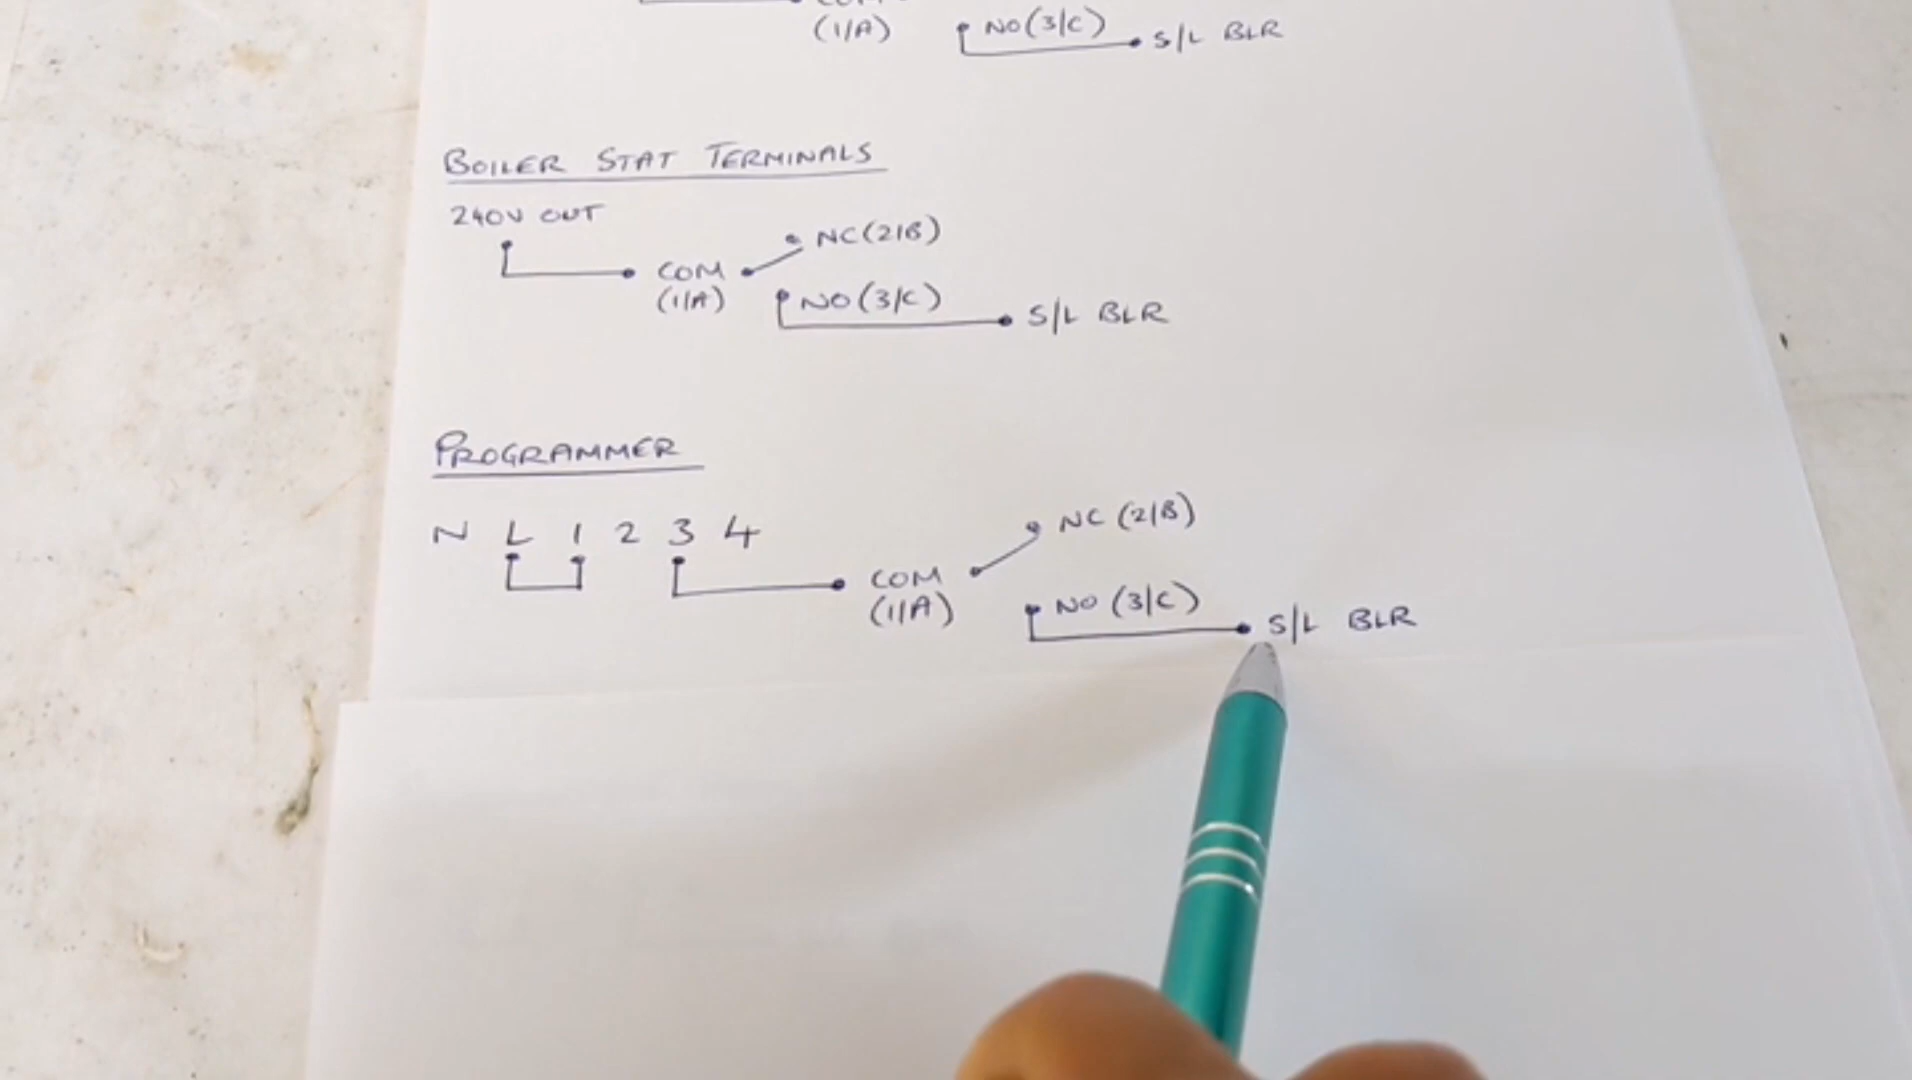 (1/A) NO(3/C) S/L BLR
BOILER STAT TERMINALS
240V OUT
NC(2/B)
COM
(1/A) NO(3/C) S/L BLR
PROGRAMMER
N L 1 2 3 4 NC (2/B)
COM
(1/A) NO (3/C) S/L BLR